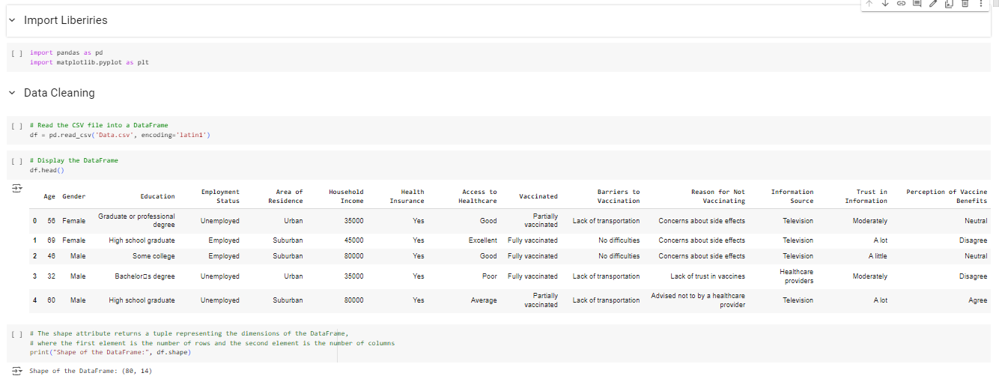 Import Liberiries
[ ] import pandas as pd
import matplotlib.pyplot as plt
Data Cleaning
[ ] # Read the CSV file into a DataFrame
df = pd.read_csv('Data.csv', encoding='latin1')
[ ] # Display the DataFrame
df.head()
Age Gender Education Employment Status Area of Residence Household Income Health Insurance Access to Healthcare Vaccinated Barriers to Vaccination Reason for Not Vaccinating Information Source Trust in Information Perception of Vaccine Benefits
0 56 Female Graduate or professional degree Unemployed Urban 35000 Yes Good Partially vaccinated Lack of transportation Concerns about side effects Television Moderately Neutral
1 69 Female High school graduate Employed Suburban 45000 Yes Excellent Fully vaccinated No difficulties Concerns about side effects Television A lot Disagree
2 46 Male Some college Employed Suburban 80000 Yes Good Fully vaccinated No difficulties Concerns about side effects Television A little Neutral
3 32 Male Bachelor□s degree Unemployed Urban 35000 Yes Poor Fully vaccinated Lack of transportation Lack of trust in vaccines Healthcare providers Moderately Disagree
4 60 Male High school graduate Unemployed Suburban 80000 Yes Average Partially vaccinated Lack of transportation Advised not to by a healthcare provider Television A lot Agree
[ ] # The shape attribute returns a tuple representing the dimensions of the DataFrame,
# where the first element is the number of rows and the second element is the number of columns
print("Shape of the DataFrame:", df.shape)
Shape of the DataFrame: (80, 14)